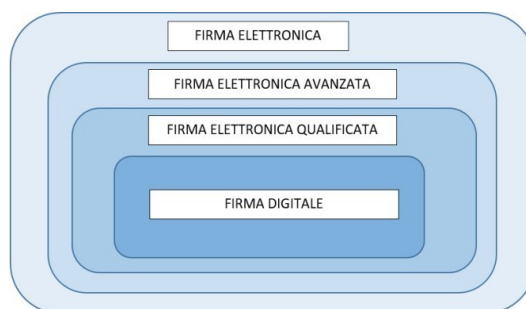 FIRMA ELETTRONICA
FIRMA ELETTRONICA AVANZATA
FIRMA ELETTRONICA QUALIFICATA
FIRMA DIGITALE